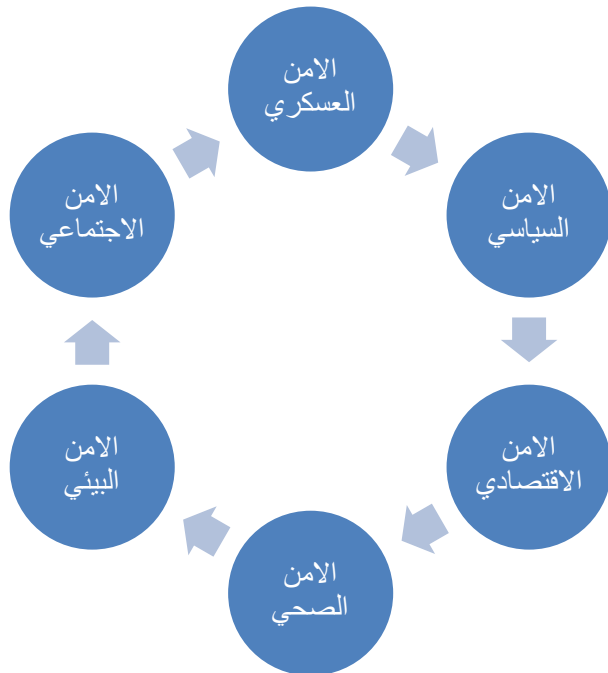 الامن
العسكري
الامن
السياسي
الامن
الاقتصادي
الامن
الصحي
الامن
البيئي
الامن
الاجتماعي